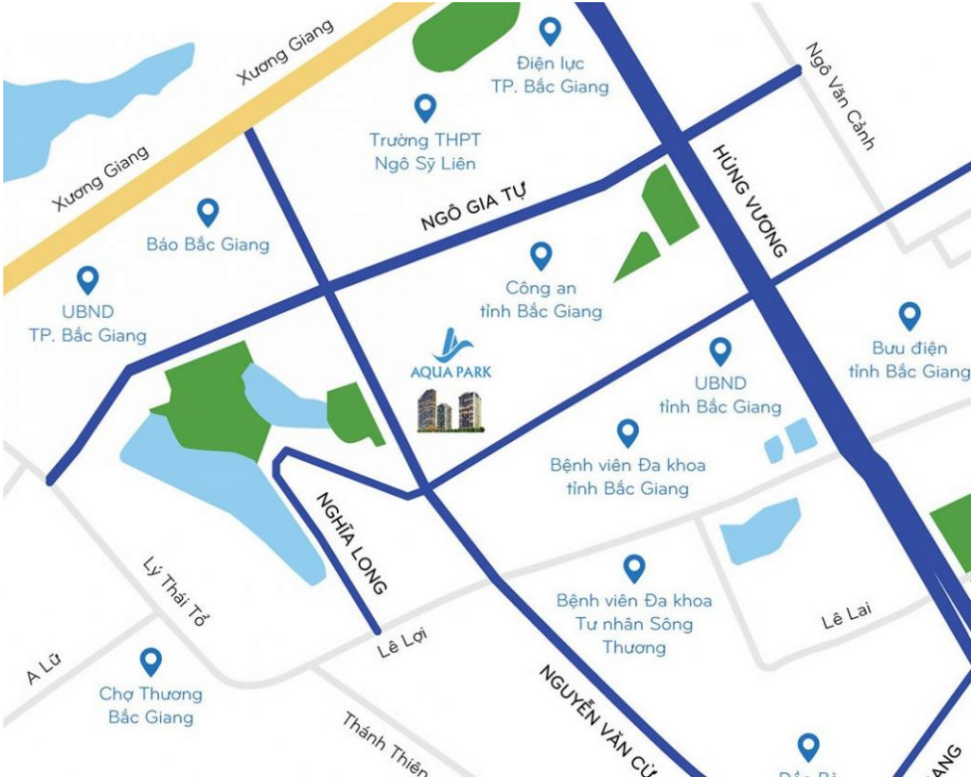 Xương Giang
Điện lực
TP. Bắc Giang
Ngô Văn Cảnh
Trường THPT
Ngô Sỹ Liên
Xương Giang
HÙNG VƯƠNG
NGÔ GIA TỰ
Báo Bắc Giang
UBND
TP. Bắc Giang
Công an
tỉnh Bắc Giang
Bưu điện
tỉnh Bắc Giang
AQUA PARK
UBND
tỉnh Bắc Giang
Bệnh viên Đa khoa
tỉnh Bắc Giang
NGHĨA LONG
Lý Thái Tổ
Bệnh viên Đa khoa
Tư nhân Sông
Thương
Lê Lai
Lê Lợi
A Lữ
Chợ Thương
Bắc Giang
NGUYỄN VĂN CỪ
Thánh Thiên